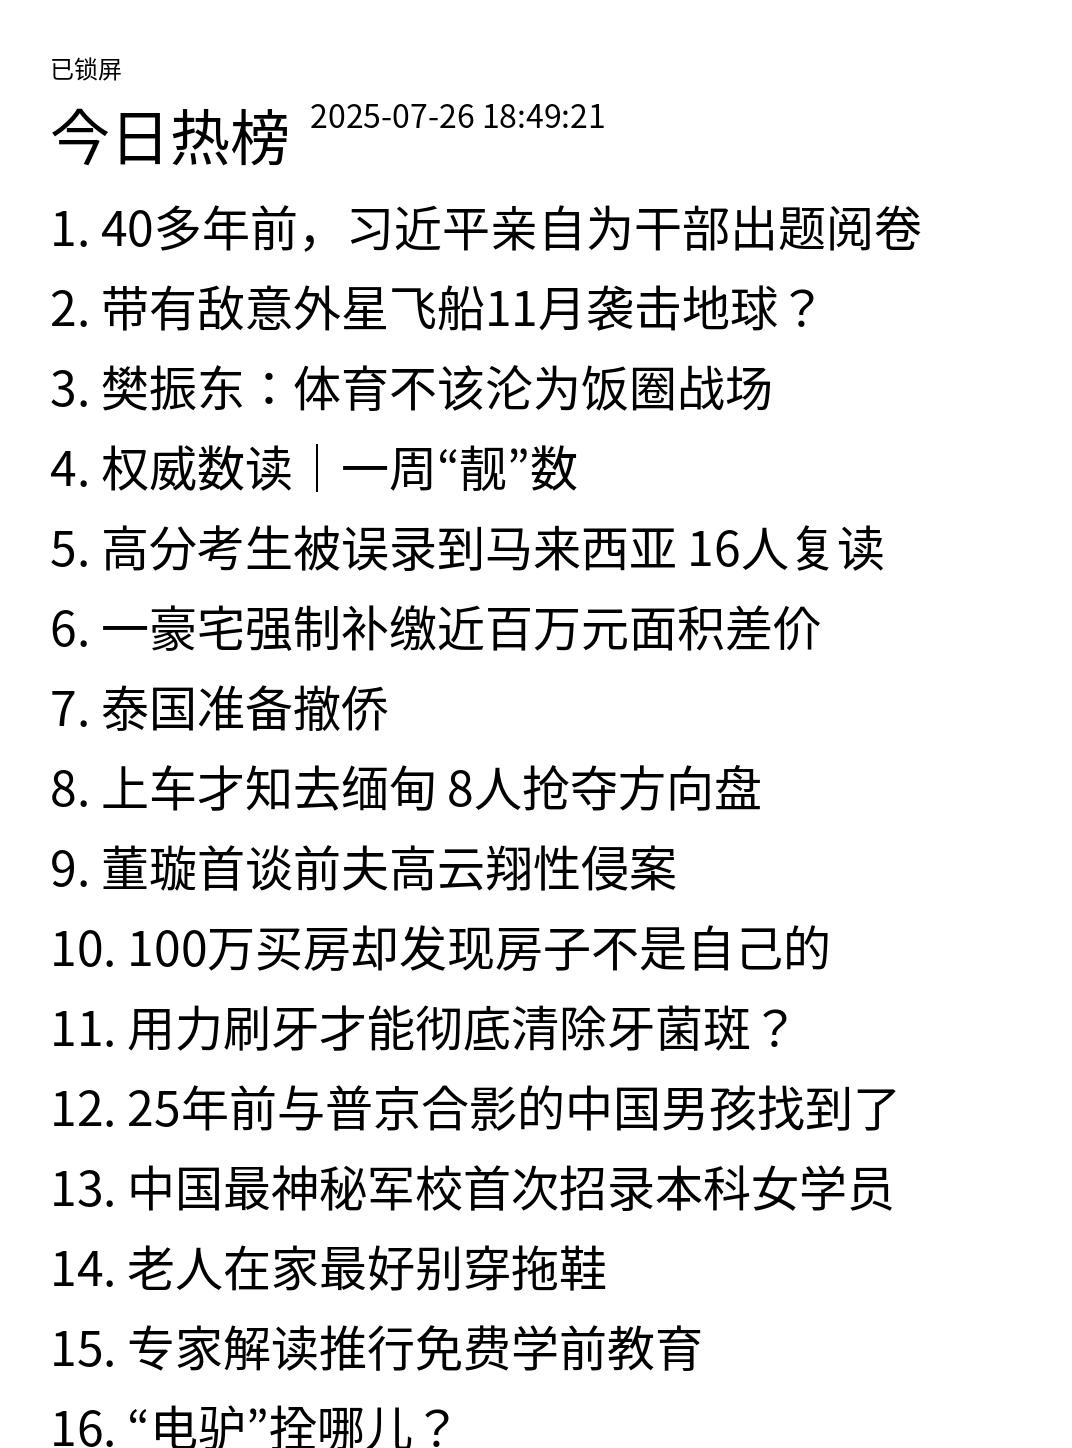 已锁屏
今日热榜 2025-07-26 18:49:21
1. 40多年前，习近平亲自为干部出题阅卷
2. 带有敌意外星飞船11月袭击地球？
3. 樊振东：体育不该沦为饭圈战场
4. 权威数读｜一周“靓”数
5. 高分考生被误录到马来西亚 16人复读
6. 一豪宅强制补缴近百万元面积差价
7. 泰国准备撤侨
8. 上车才知去缅甸 8人抢夺方向盘
9. 董璇首谈前夫高云翔性侵案
10. 100万买房却发现房子不是自己的
11. 用力刷牙才能彻底清除牙菌斑？
12. 25年前与普京合影的中国男孩找到了
13. 中国最神秘军校首次招录本科女学员
14. 老人在家最好别穿拖鞋
15. 专家解读推行免费学前教育
16. “电驴”拴哪儿？